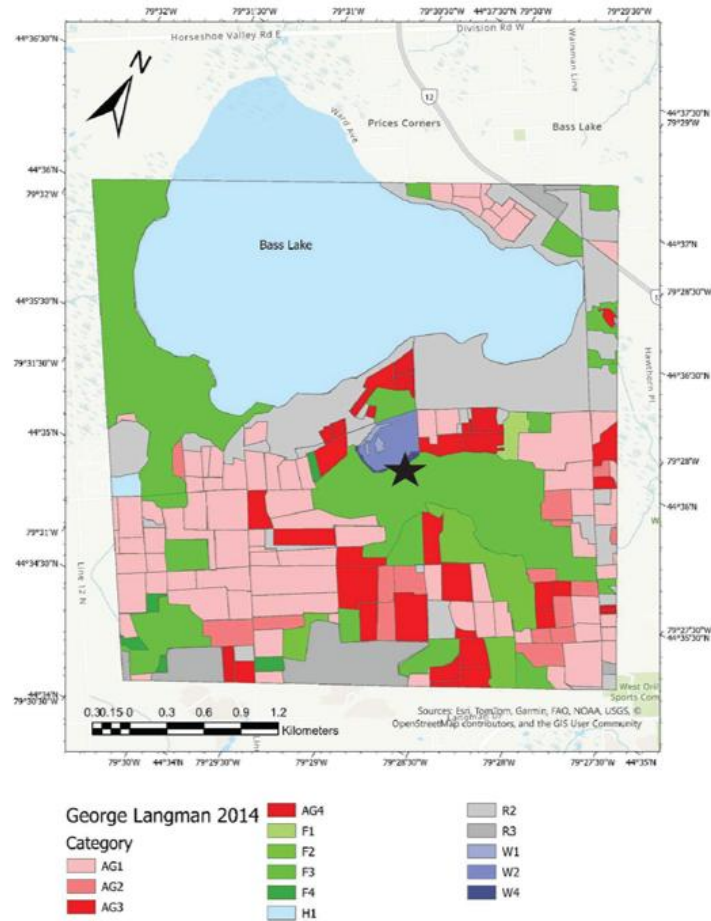 79°32'W 79°31'30"W 79°31'W 79°30'30"W 44°37'30"N 79°30'W 79°29'30"W
44°36'30"N
Horseshoe Valley Rd E
Division Rd W
Wainman Line
N
12
Ward Ave
Prices Corners
Bass Lake
44°37'30"N
79°29'W
44°36'N
79°32'W
44°37'N
Bass Lake
79°28'30"W
44°35'30"N
79°31'30"W
Hawthorn Pl
44°36'30"N
44°35'N
79°28'W
44°36'N
W
79°31'W
44°34'30"N
Line 12 N
79°27'30"W
44°35'30"N
44°34'N
79°30'30"W
West Oril
Sports Com
0.30.15 0 0.3 0.6 0.9 1.2
Kilometers
Langman Dr
Line
Sources: Esri, TomTom, Garmin, FAO, NOAA, USGS, ©
OpenStreetMap contributors, and the GIS User Community
79°30'W 44°34'N 79°29'30"W 79°29'W 79°28'30"W 79°28'W 79°27'30"W 44°35'N
George Langman 2014
Category
AG1
AG2
AG3
AG4
F1
F2
F3
F4
H1
R2
R3
W1
W2
W4